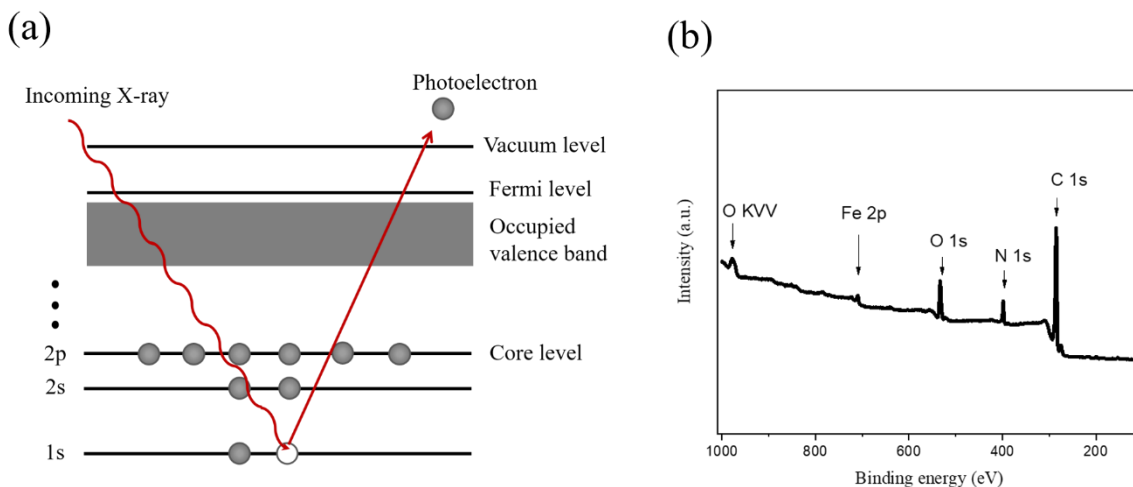 (a)
Incoming X-ray
Photoelectron
Vacuum level
Fermi level
Occupied
valence band
2p
Core level
2s
1s
(b)
Intensity (a.u.)
O KVV
Fe 2p
O 1s
N 1s
C 1s
1000
800
600
400
200
Binding energy (eV)